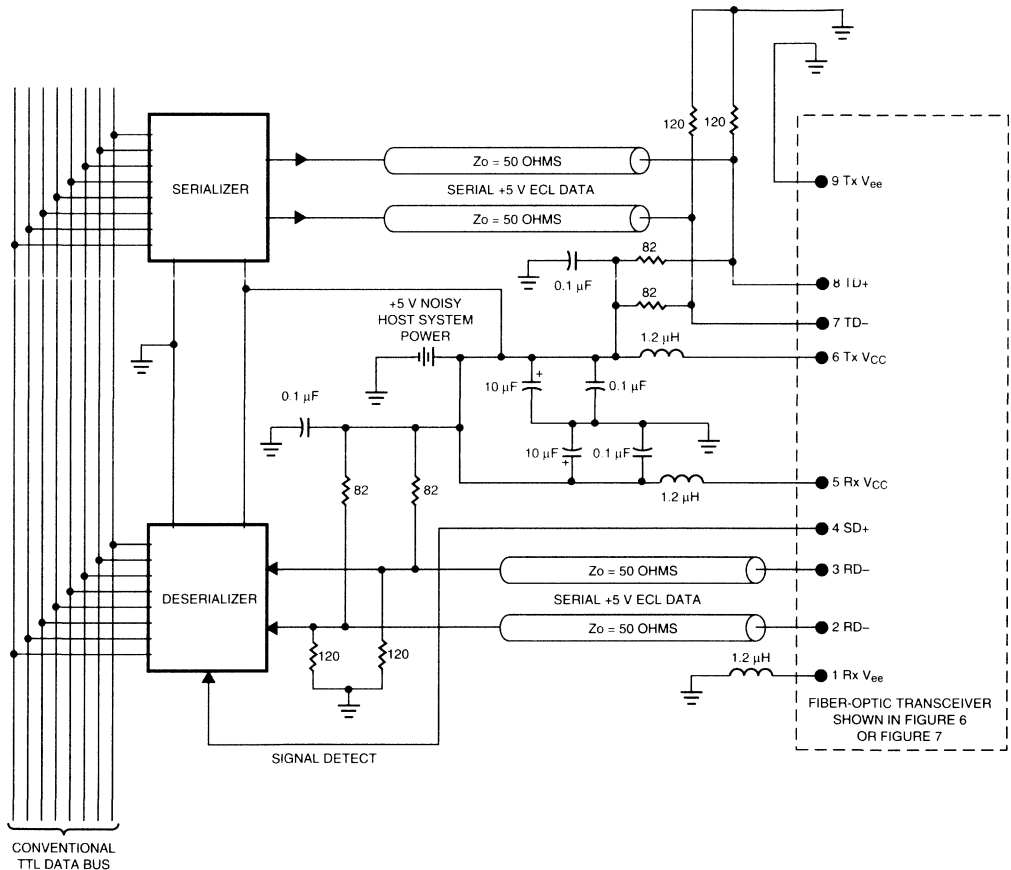 120
120
SERIALIZER
Zo = 50 OHMS
SERIAL +5 V ECL DATA
Zo = 50 OHMS
9 Tx Vee
82
0.1 µF
8 TD+
+5 V NOISY
HOST SYSTEM
POWER
82
7 TD−
1.2 µH
6 Tx VCC
10 µF
+
0.1 µF
0.1 µF
10 µF
+
0.1 µF
82
82
1.2 µH
5 Rx VCC
4 SD+
DESERIALIZER
Zo = 50 OHMS
3 RD−
SERIAL +5 V ECL DATA
Zo = 50 OHMS
2 RD−
120
120
1.2 µH
1 Rx Vee
FIBER-OPTIC TRANSCEIVER
SHOWN IN FIGURE 6
OR FIGURE 7
SIGNAL DETECT
CONVENTIONAL
TTL DATA BUS